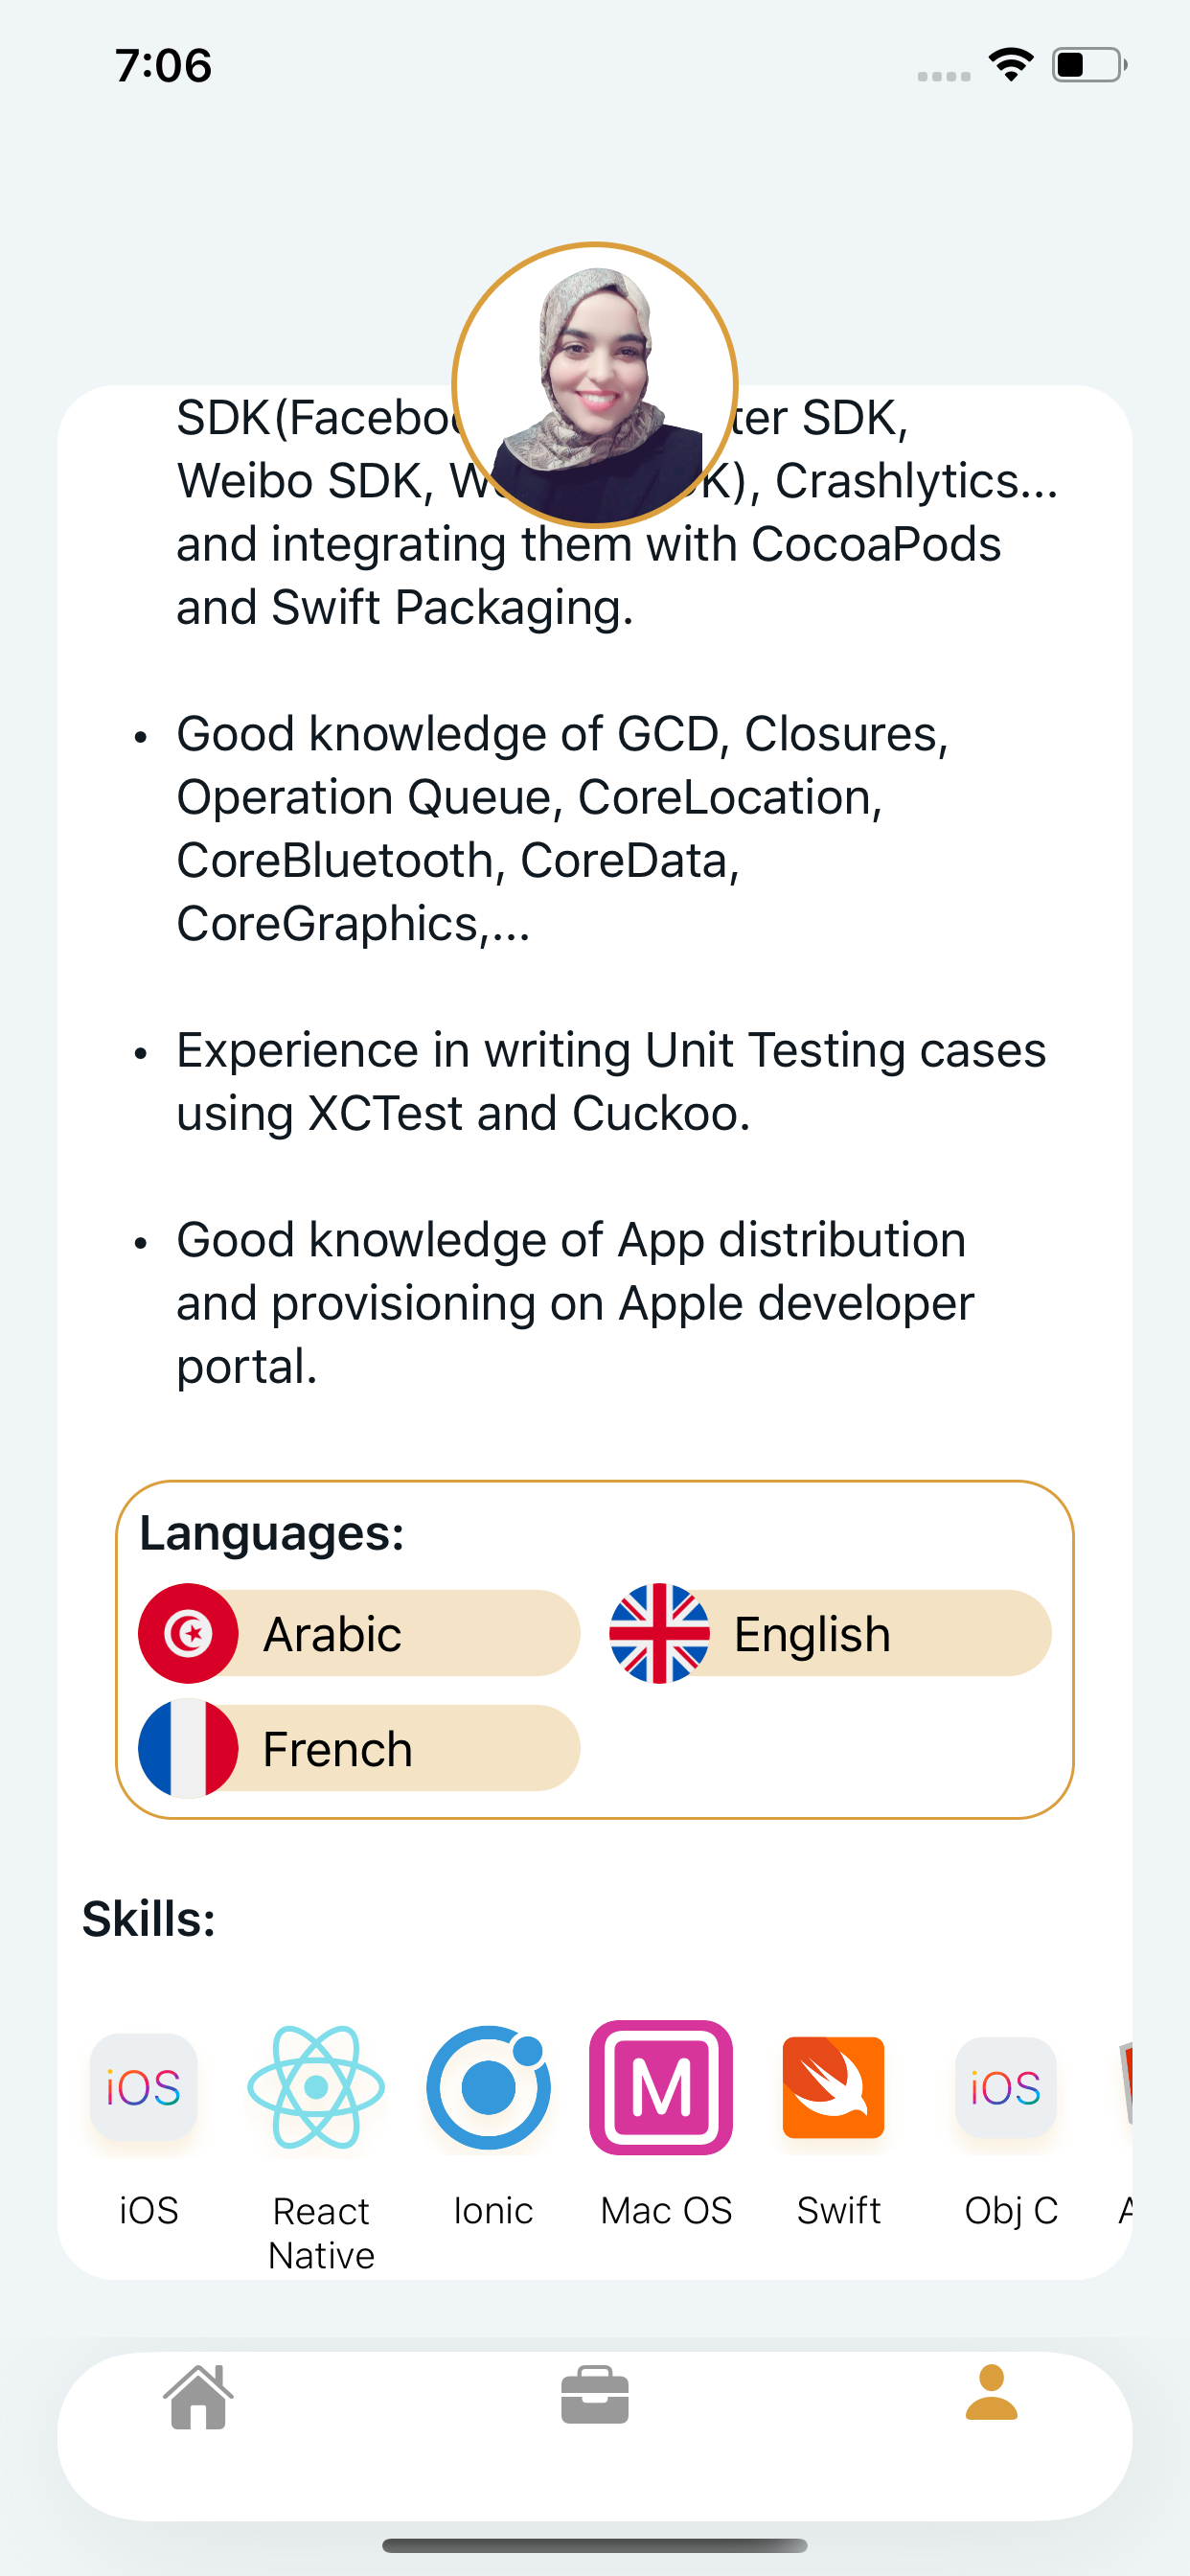 7:06
SDK(Facebo ter SDK,
Weibo SDK, W K), Crashlytics...
and integrating them with CocoaPods
and Swift Packaging.
• Good knowledge of GCD, Closures,
Operation Queue, CoreLocation,
CoreBluetooth, CoreData,
CoreGraphics,...
• Experience in writing Unit Testing cases
using XCTest and Cuckoo.
• Good knowledge of App distribution
and provisioning on Apple developer
portal.
Languages:
Arabic
English
French
Skills:
iOS
M
iOS
iOS
React
Native
Ionic
Mac OS
Swift
Obj C